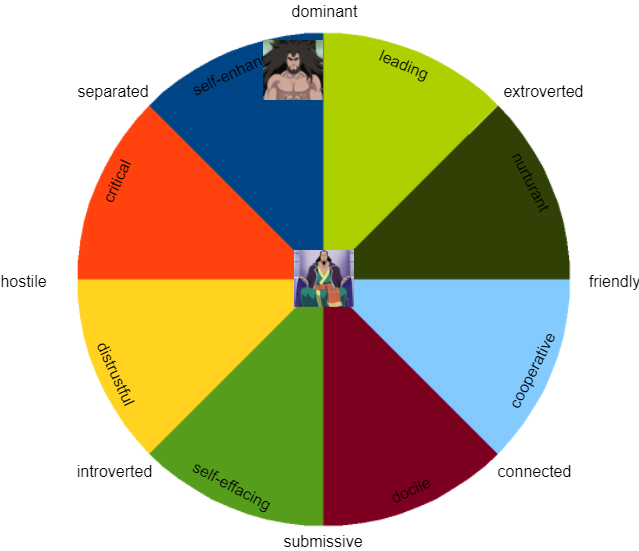 dominant
leading
extroverted
nurturant
friendly
cooperative
connected
docile
submissive
self-effacing
introverted
distrustful
hostile
critical
separated
self-enhan